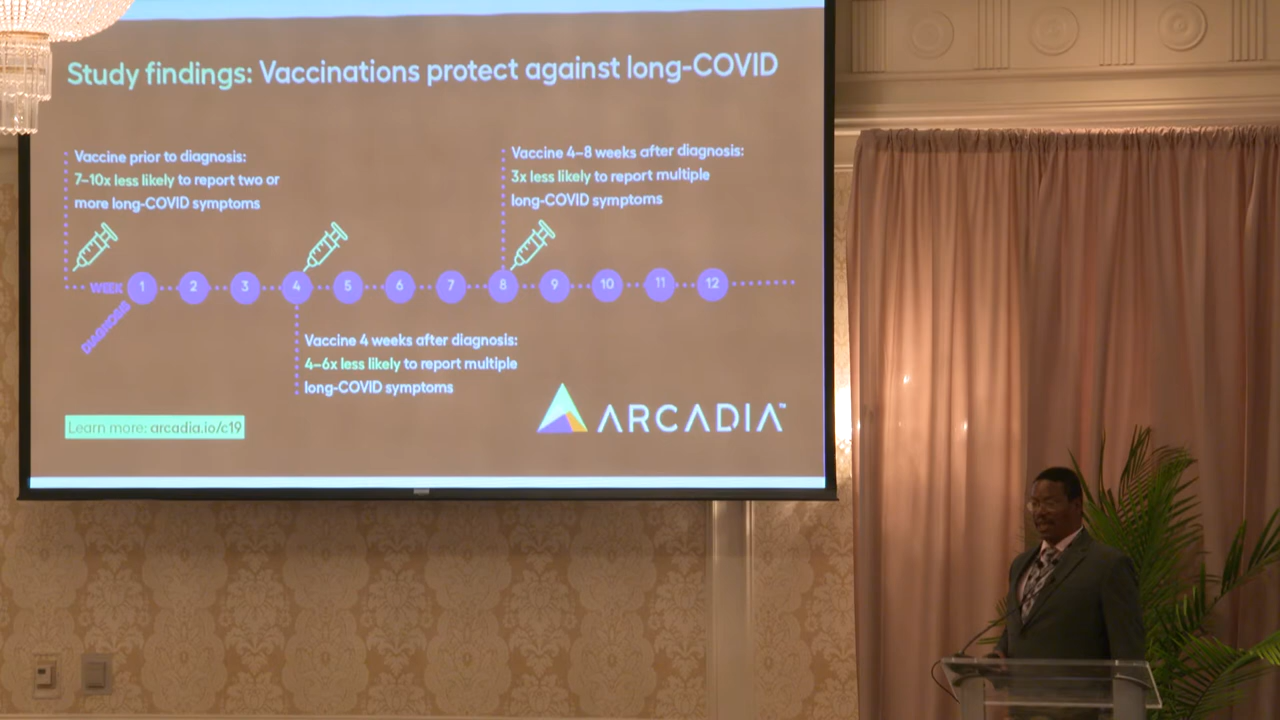 Study findings: Vaccinations protect against long-COVID
Vaccine prior to diagnosis:
7–10x less likely to report two or
more long-COVID symptoms
Vaccine 4–8 weeks after diagnosis:
3x less likely to report multiple
long-COVID symptoms
WEEK 1 2 3 4 5 6 7 8 9 10 11 12
DIAGNOSIS
Vaccine 4 weeks after diagnosis:
4–6x less likely to report multiple
long-COVID symptoms
Learn more: arcadia.io/c19
ARCADIA™